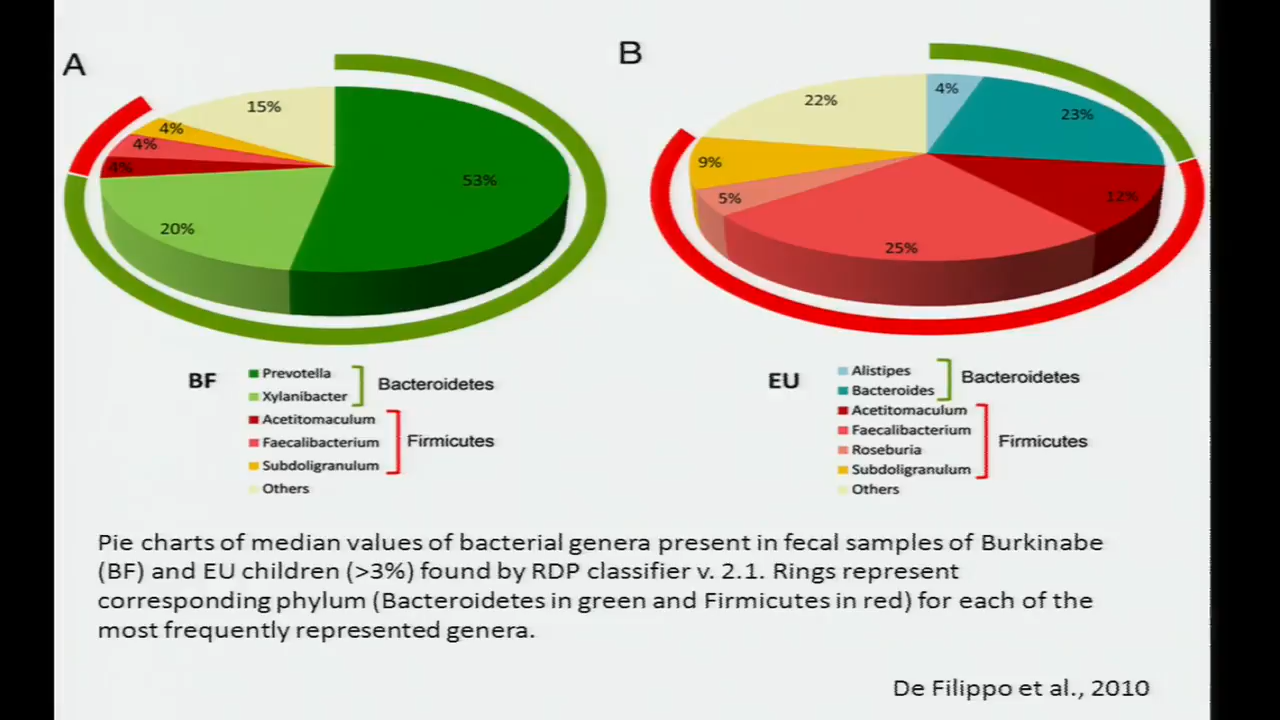 A
15%
4%
4%
4%
53%
20%
BF
Prevotella
Xylanibacter
Bacteroidetes
Acetitomaculum
Faecalibacterium
Subdoligranulum
Firmicutes
Others
B
4%
22%
23%
9%
5%
12%
25%
EU
Alistipes
Bacteroides
Bacteroidetes
Acetitomaculum
Faecalibacterium
Roseburia
Subdoligranulum
Firmicutes
Others
Pie charts of median values of bacterial genera present in fecal samples of Burkinabe
(BF) and EU children (>3%) found by RDP classifier v. 2.1. Rings represent
corresponding phylum (Bacteroidetes in green and Firmicutes in red) for each of the
most frequently represented genera.
De Filippo et al., 2010